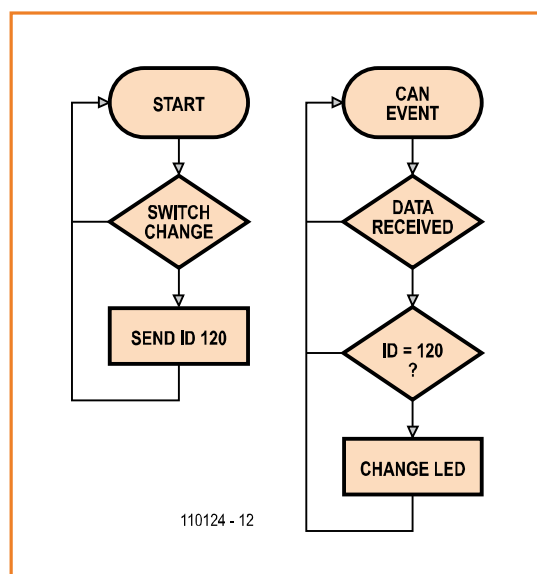 START
SWITCH
CHANGE
SEND ID 120
CAN
EVENT
DATA
RECEIVED
ID = 120
?
CHANGE LED
110124 - 12